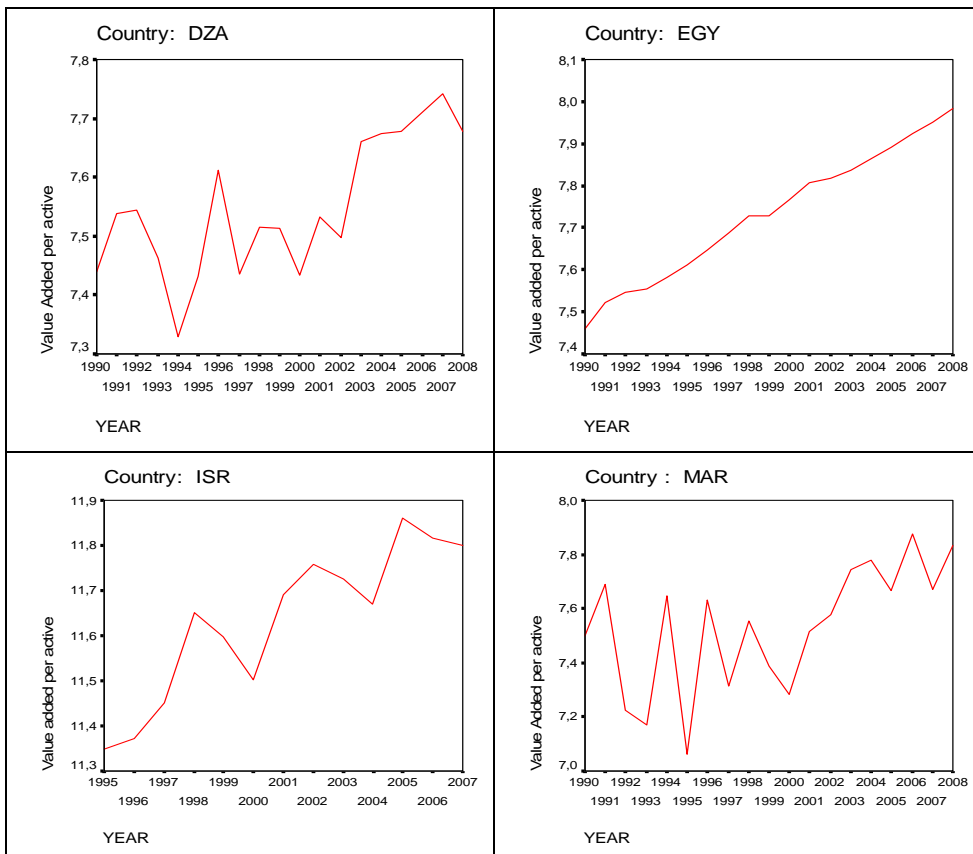 Country: DZA
Value Added per active
7,8
7,7
7,6
7,5
7,4
7,3
1990 1992 1994 1996 1998 2000 2002 2004 2006 2008
1991 1993 1995 1997 1999 2001 2003 2005 2007
YEAR
Country: EGY
Value added per active
8,1
8,0
7,9
7,8
7,7
7,6
7,5
7,4
1990 1992 1994 1996 1998 2000 2002 2004 2006 2008
1991 1993 1995 1997 1999 2001 2003 2005 2007
YEAR
Country: ISR
Value added per active
11,9
11,8
11,7
11,6
11,5
11,4
11,3
1995 1997 1999 2001 2003 2005 2007
1996 1998 2000 2002 2004 2006
YEAR
Country : MAR
Value Added per active
8,0
7,8
7,6
7,4
7,2
7,0
1990 1992 1994 1996 1998 2000 2002 2004 2006 2008
1991 1993 1995 1997 1999 2001 2003 2005 2007
YEAR